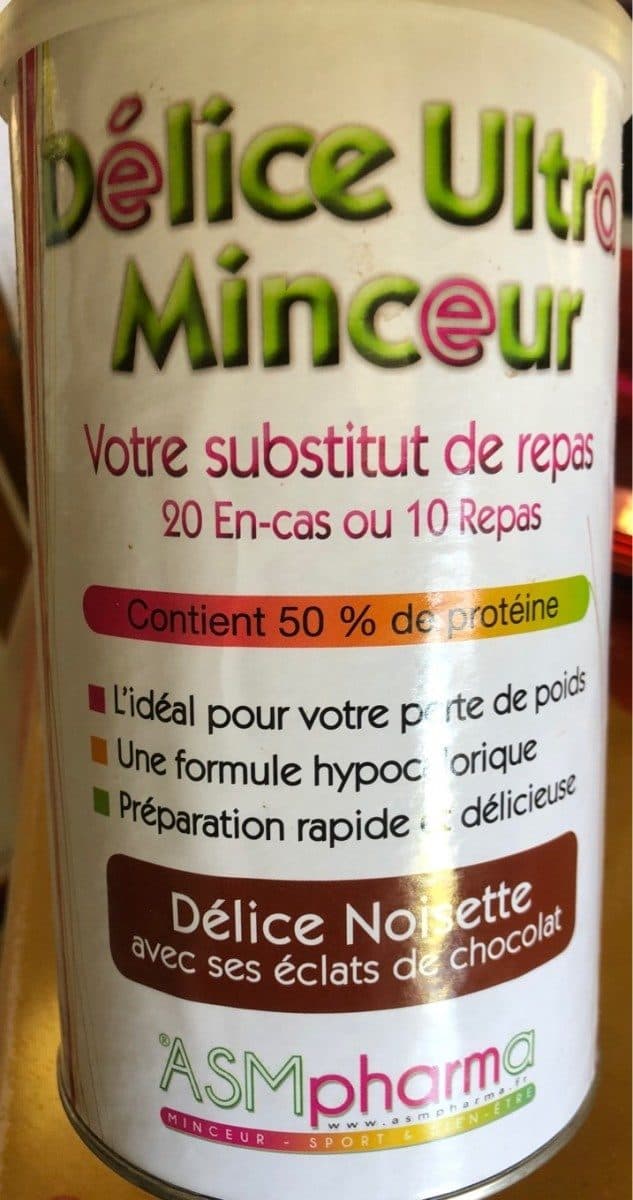 Délice Ultra
Minceur
Votre substitut de repas
20 En-cas ou 10 Repas
Contient 50 % de protéine
L'idéal pour votre perte de poids
Une formule hypocalorique
Préparation rapide et délicieuse
Délice Noisette
avec ses éclats de chocolat
®ASMpharma
www.asmpharma.fr
MINCEUR - SPORT & BIEN-ETRE